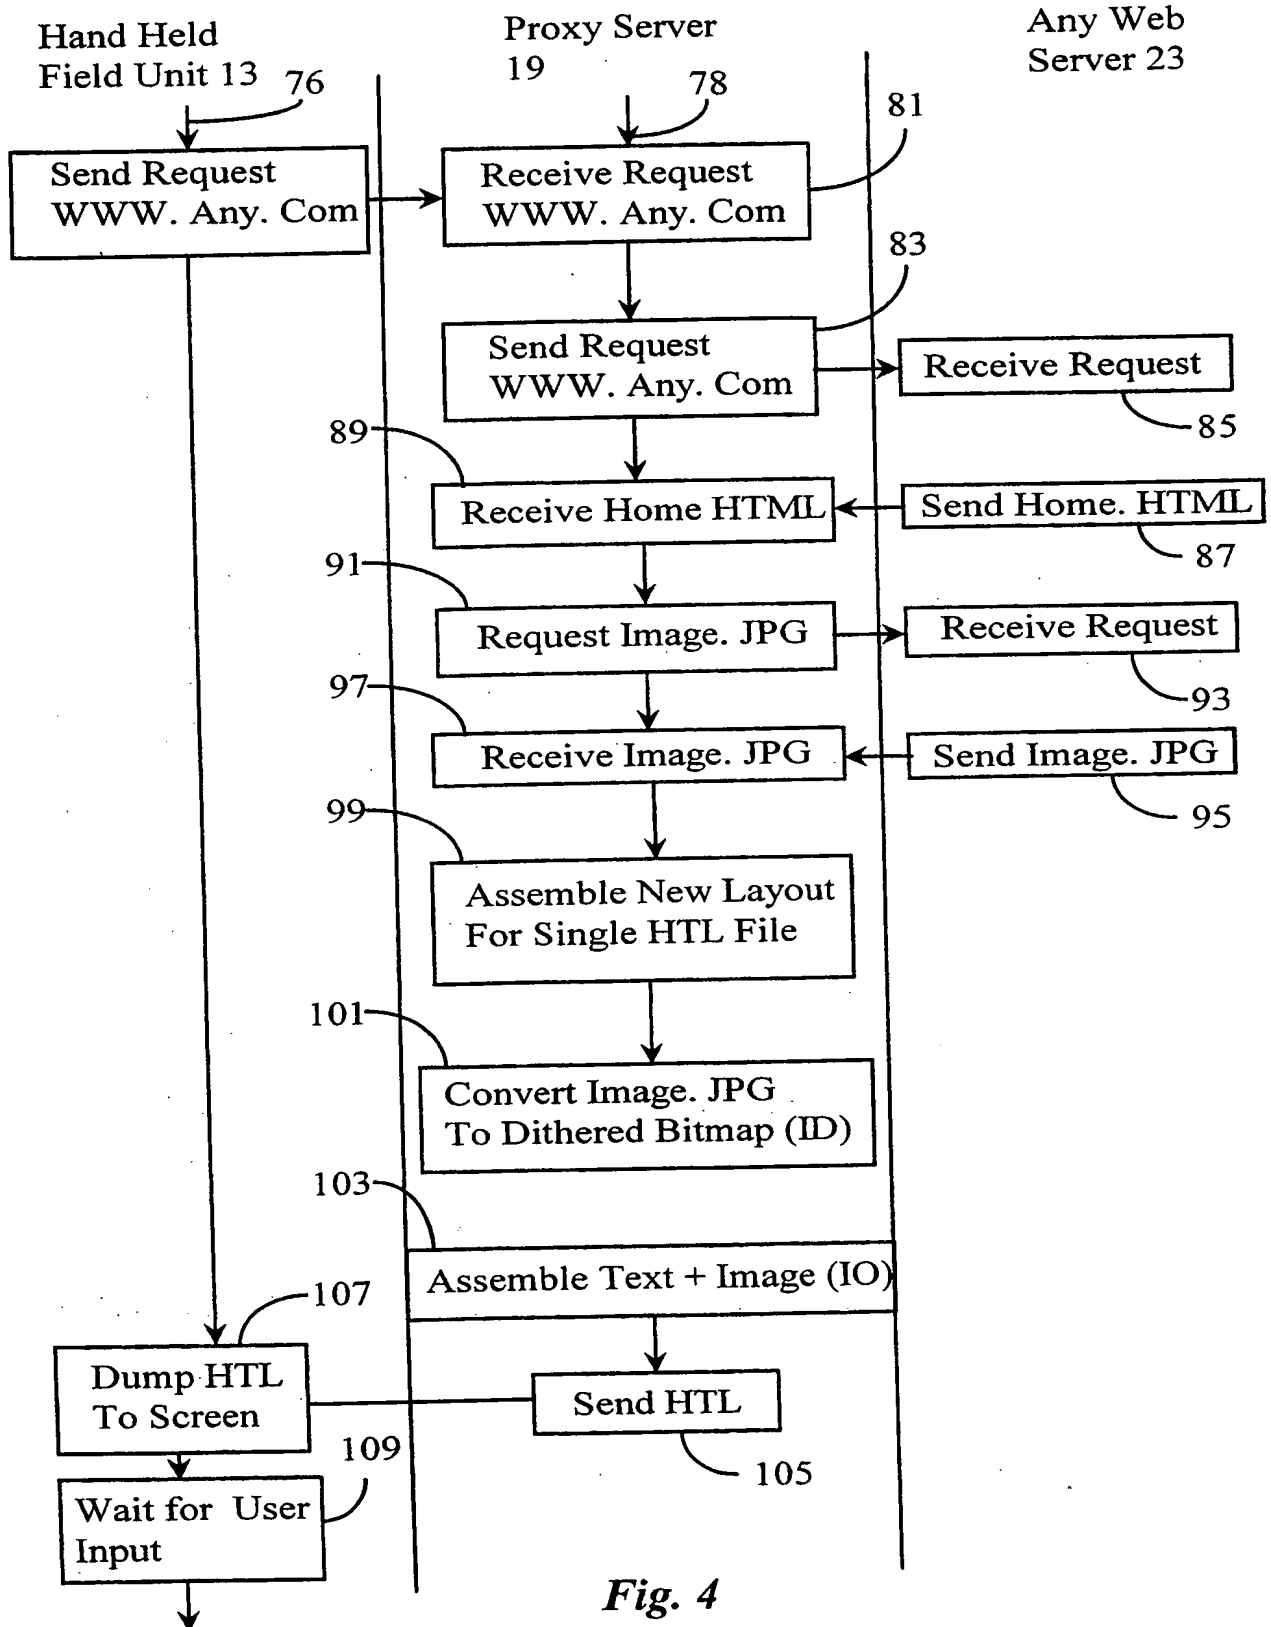 Hand Held
Field Unit 13
76
Proxy Server
19
78
Any Web
Server 23
81
Send Request
WWW. Any. Com
Receive Request
WWW. Any. Com
83
Send Request
WWW. Any. Com
Receive Request
85
89
Receive Home HTML
Send Home. HTML
87
91
Request Image. JPG
Receive Request
93
97
Receive Image. JPG
Send Image. JPG
95
99
Assemble New Layout
For Single HTL File
101
Convert Image. JPG
To Dithered Bitmap (ID)
103
Assemble Text + Image (IO)
107
Dump HTL
To Screen
Send HTL
105
109
Wait for User
Input
Fig. 4